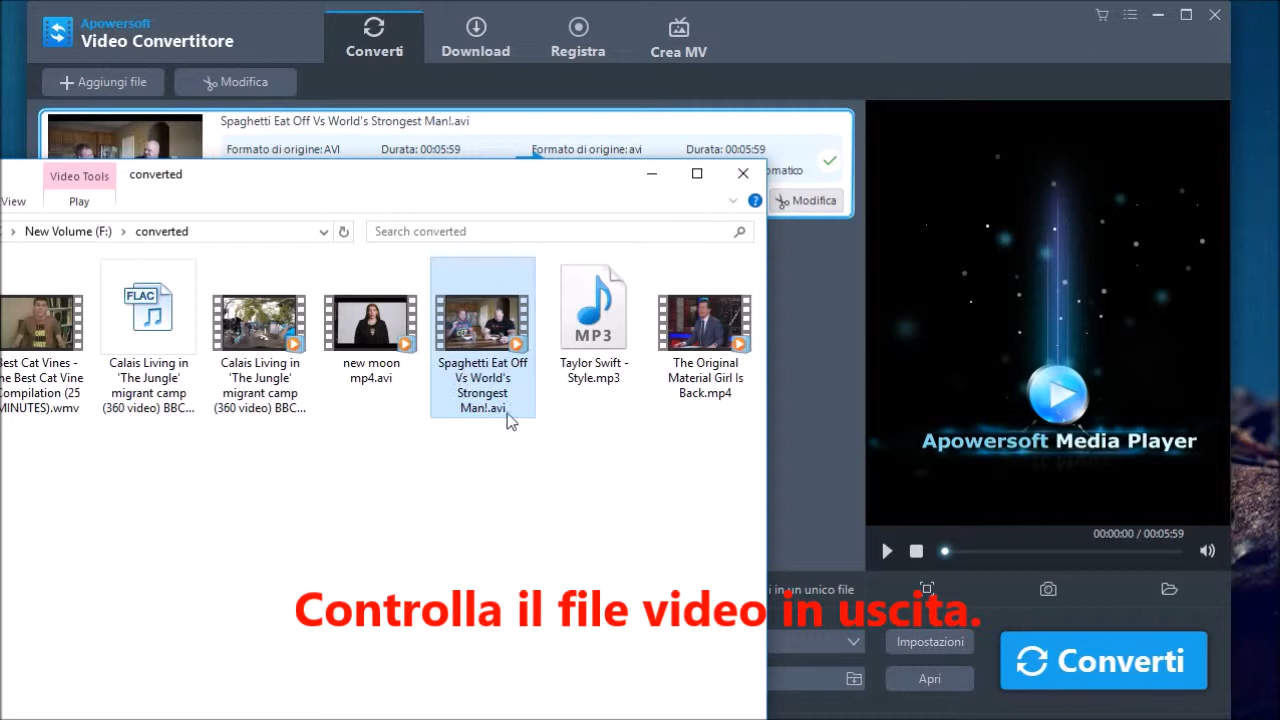 Apowersoft
Video Convertitore
Converti
Download
Registra
Crea MV
Aggiungi file
Modifica
Spaghetti Eat Off Vs World's Strongest Man!.avi
Formato di origine: AVI
Durata: 00:05:59
Formato di origine: avi
Durata: 00:05:59
omatico
Modifica
Video Tools
converted
View
Play
New Volume (F:)
converted
Search converted
Best Cat Vines -
he Best Cat Vine
Compilation (25
MINUTES).wmv
FLAC
Calais Living in
'The Jungle'
migrant camp
(360 video) BBC...
Calais Living in
'The Jungle'
migrant camp
(360 video) BBC...
new moon
mp4.avi
Spaghetti Eat Off
Vs World's
Strongest
Man!.avi
MP3
Taylor Swift -
Style.mp3
The Original
Material Girl Is
Back.mp4
Apowersoft Media Player
00:00:00 / 00:05:59
i in un unico file
Controlla il file video in uscita.
Impostazioni
Apri
Converti